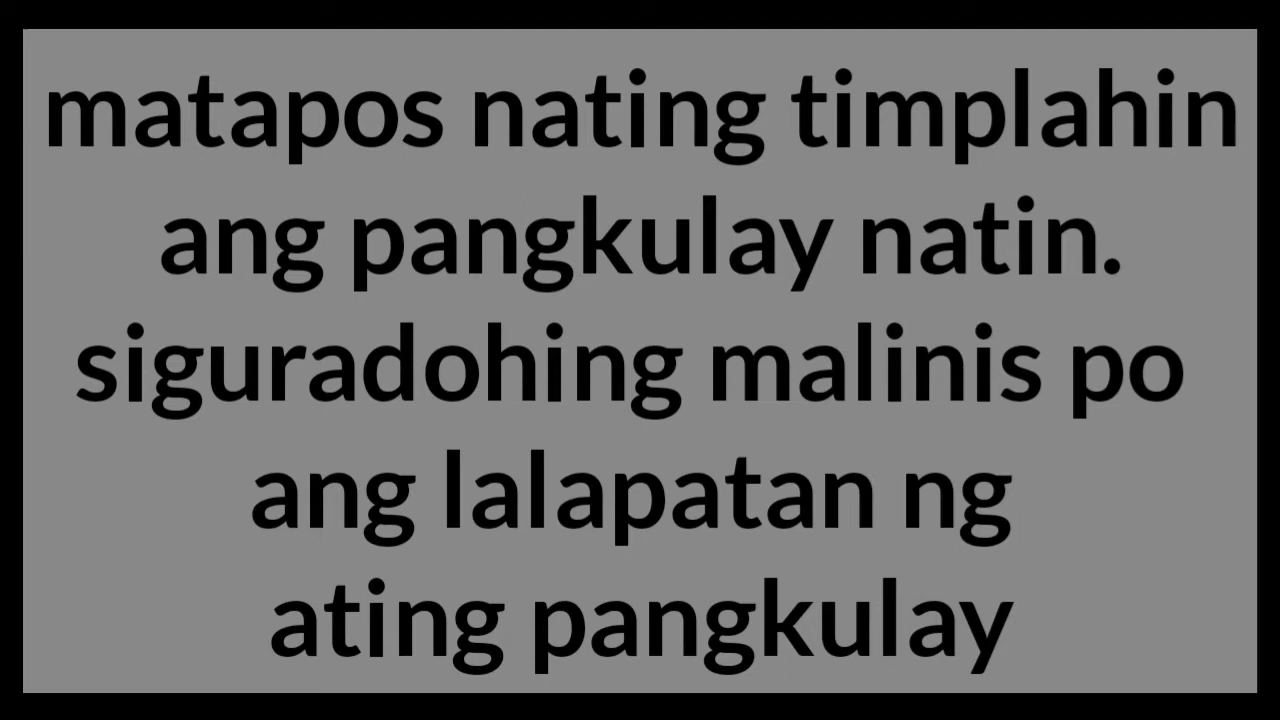 matapos nating timplahin
ang pangkulay natin.
siguradohing malinis po
ang lalapatan ng
ating pangkulay